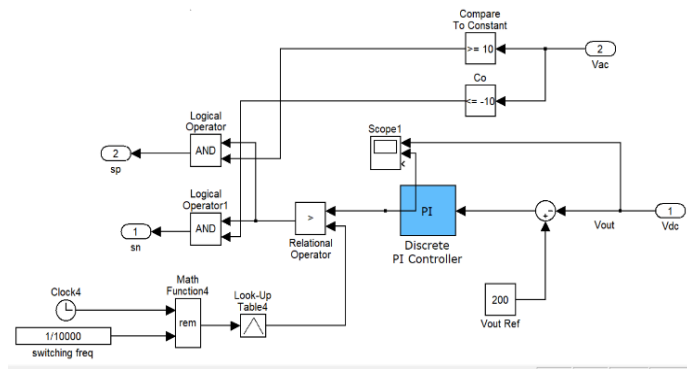 Compare
To Constant
>= 10
2
Vac
Co
<= -10
Logical
Operator
AND
2
sp
Scope1
Logical
Operator1
AND
1
sn
>
Relational
Operator
PI
Discrete
PI Controller
Vout
1
Vdc
200
Vout Ref
Math
Function4
Clock4
rem
Look-Up
Table4
1/10000
switching freq